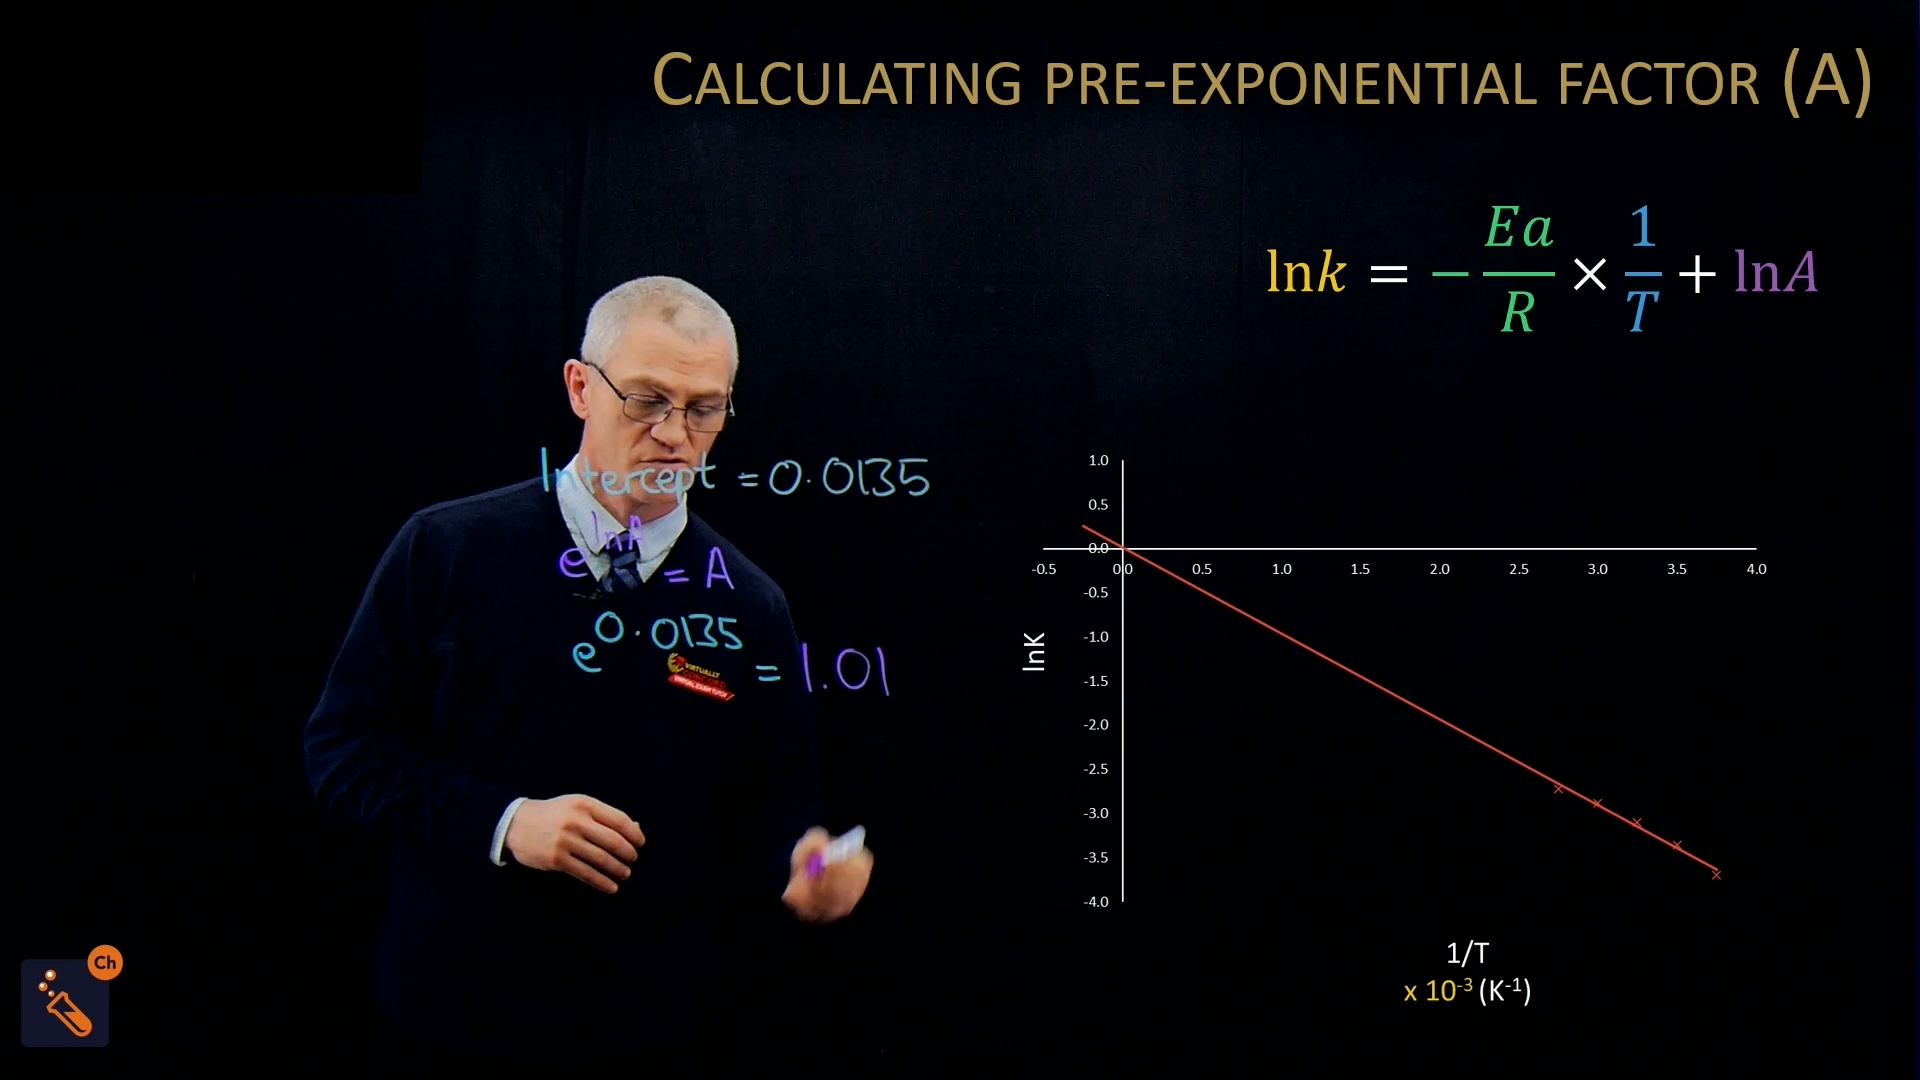 CALCULATING PRE-EXPONENTIAL FACTOR (A)
lnk = − Ea/R × 1/T + lnA
Intercept = 0.0135
e^lnA = A
e^0.0135 = 1.01
VIRTUALLY
1.0
0.5
0.0
-0.5 0.0 0.5 1.0 1.5 2.0 2.5 3.0 3.5 4.0
-0.5
-1.0
-1.5
-2.0
-2.5
-3.0
-3.5
-4.0
lnK
1/T
x 10⁻³ (K⁻¹)
Ch